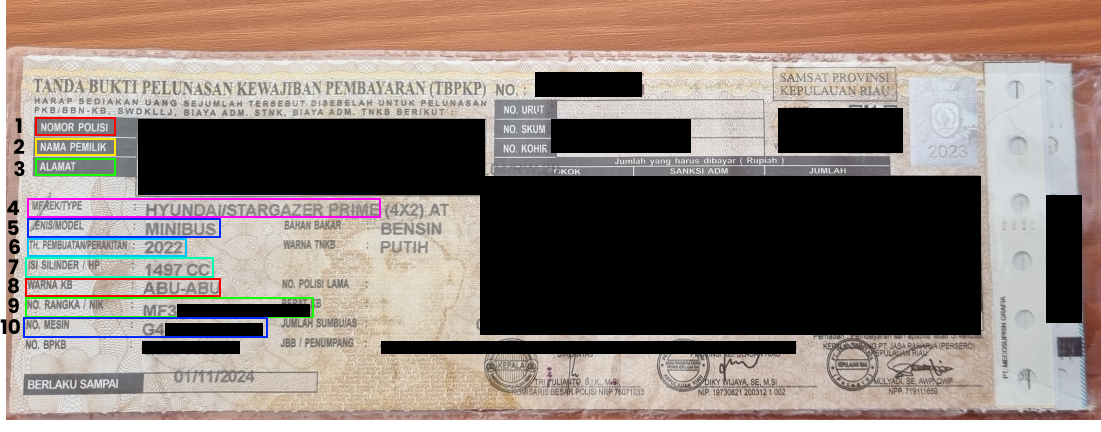 TANDA BUKTI PELUNASAN KEWAJIBAN PEMBAYARAN (TBPKP) NO. :
HARAP SEDIAKAN UANG SEJUMLAH TERSEBUT DISEBELAH UNTUK PELUNASAN
PKB/BBN-KB, SWDKLLJ, BIAYA ADM. STNK, BIAYA ADM. TNKB BERIKUT :
SAMSAT PROVINSI
KEPULAUAN RIAU
NO. URUT
NO. SKUM
NO. KOHIR
2023
1 NOMOR POLISI
2 NAMA PEMILIK
3 ALAMAT
Jumlah yang harus dibayar ( Rupiah )
POKOK SANKSI ADM JUMLAH
4 MEREK/TYPE : HYUNDAI/STARGAZER PRIME (4X2) AT
5 JENIS/MODEL : MINIBUS BAHAN BAKAR : BENSIN
6 TH. PEMBUATAN/PERAKITAN : 2022 WARNA TNKB : PUTIH
7 ISI SILINDER / HP : 1497 CC
8 WARNA KB : ABU-ABU NO. POLISI LAMA :
9 NO. RANGKA / NIK : MF3 BERAT KB :
10 NO. MESIN : G4 JUMLAH SUMBU/AS :
NO. BPKB : JBB / PENUMPANG :
BERLAKU SAMPAI 01/11/2024
KEPALA CABANG PT. JASA RAHARJA (PERSERO)
KEPULAUAN RIAU
TRI YULIANTO, S.I.K., M.Si
KOMISARIS BESAR POLISI NRP 76071033
DIKY WIJAYA, SE, M.SI
NIP. 19730821 200312 1 002
MULYADI, SE, AWP, CWP
NPP. 719111659
PT. MECOSUPRIN GRAFIA